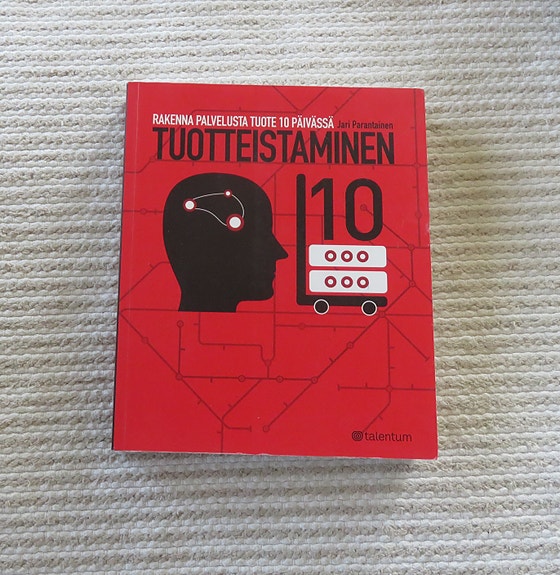 RAKENNA PALVELUSTA TUOTE 10 PÄIVÄSSÄ Jari Parantainen
TUOTTEISTAMINEN
10
talentum